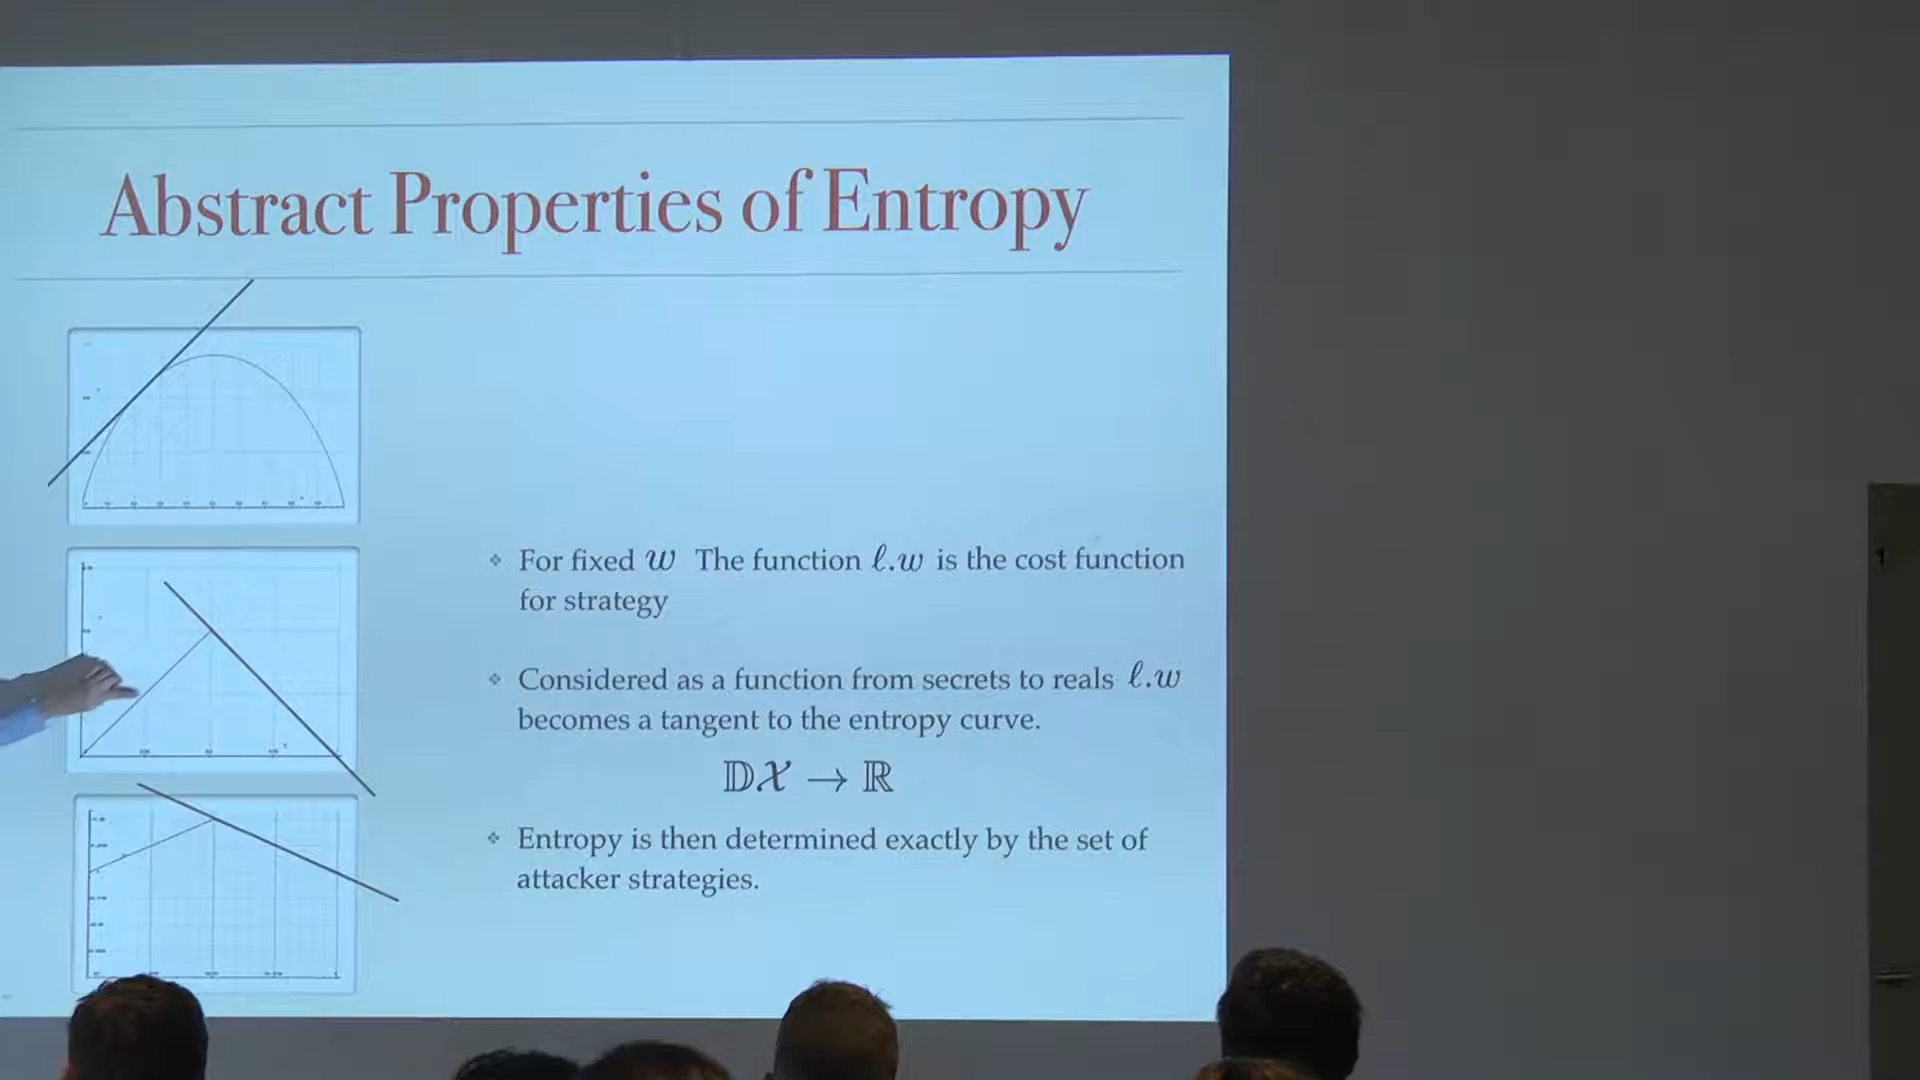 Abstract Properties of Entropy
❖ For fixed w The function ℓ.w is the cost function
for strategy
❖ Considered as a function from secrets to reals ℓ.w
becomes a tangent to the entropy curve.
𝔻𝒳 → ℝ
❖ Entropy is then determined exactly by the set of
attacker strategies.